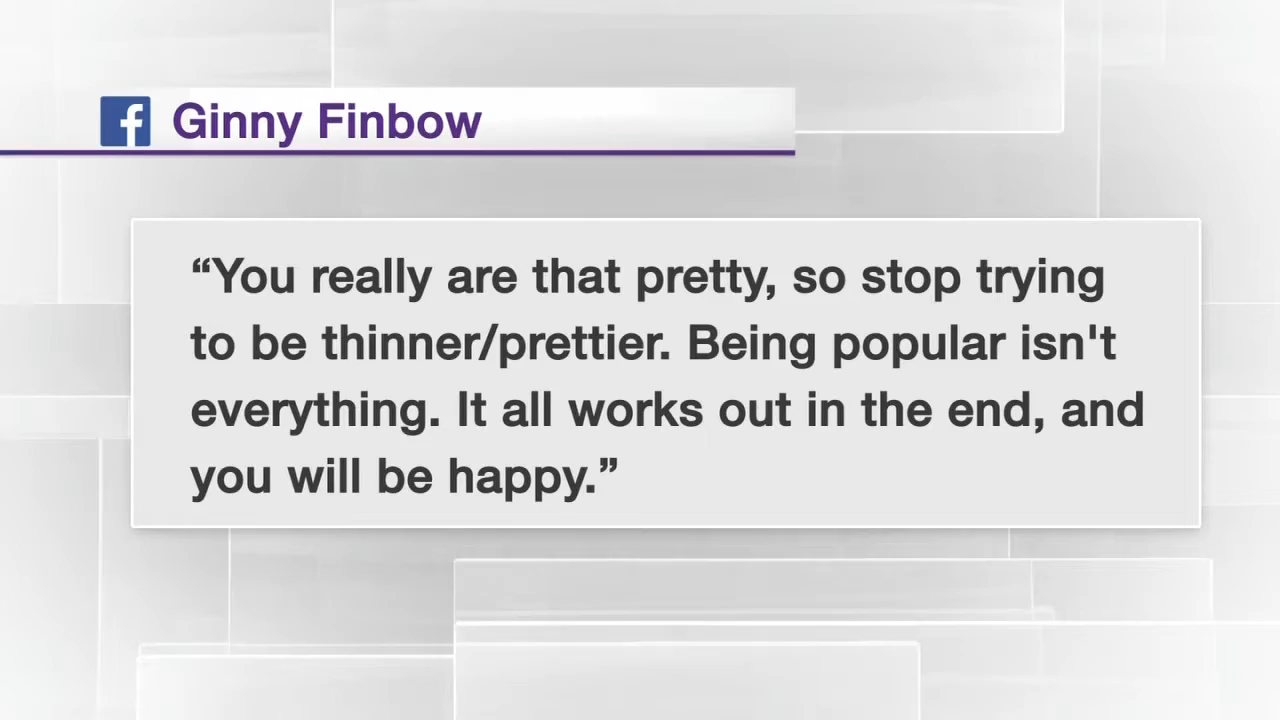 Ginny Finbow
“You really are that pretty, so stop trying
to be thinner/prettier. Being popular isn't
everything. It all works out in the end, and
you will be happy.”